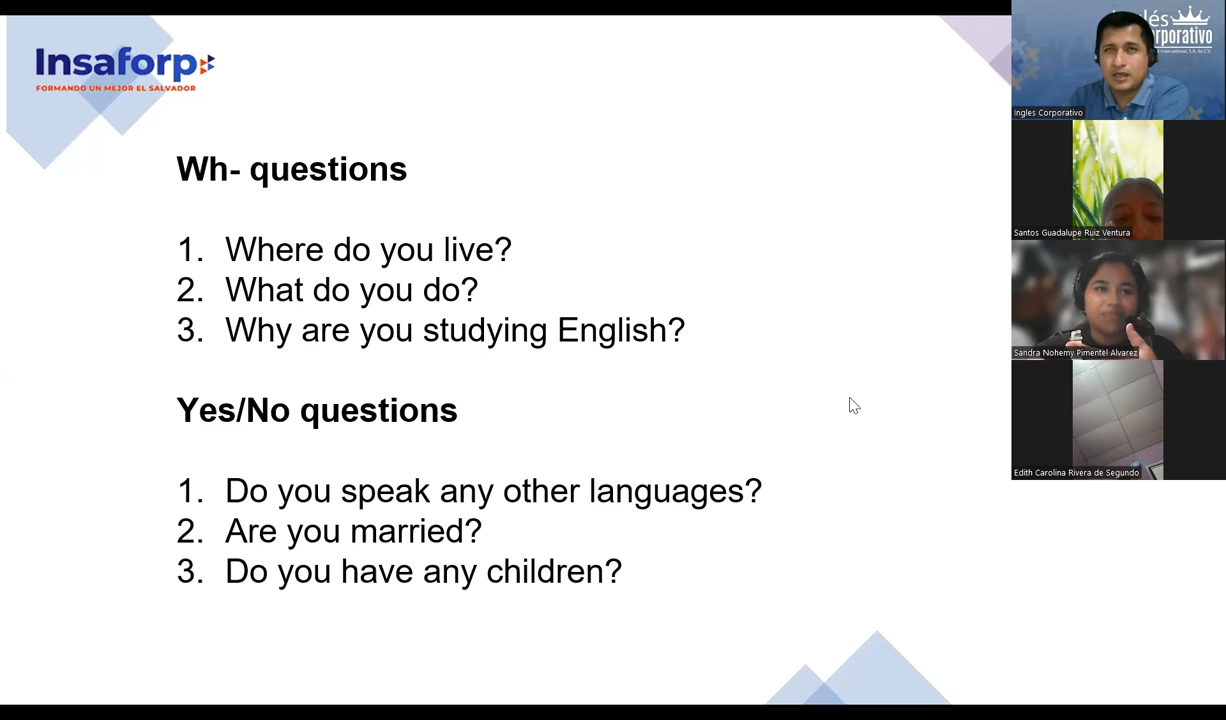 Insaforp
FORMANDO UN MEJOR EL SALVADOR
Wh- questions
1. Where do you live?
2. What do you do?
3. Why are you studying English?
Yes/No questions
1. Do you speak any other languages?
2. Are you married?
3. Do you have any children?
Ingles Corporativo
Santos Guadalupe Ruiz Ventura
Sandra Nohemy Pimentel Alvarez
Edith Carolina Rivera de Segundo